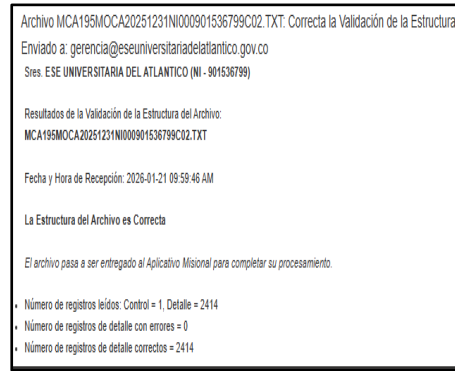 Archivo MCA195MOCA20251231NI000901536799C02.TXT: Correcta la Validación de la Estructura
Enviado a: gerencia@eseuniversitariadelatlantico.gov.co
Sres. ESE UNIVERSITARIA DEL ATLANTICO (NI - 901536799)
Resultados de la Validación de la Estructura del Archivo:
MCA195MOCA20251231NI000901536799C02.TXT
Fecha y Hora de Recepción: 2026-01-21 09:59:46 AM
La Estructura del Archivo es Correcta
El archivo pasa a ser entregado al Aplicativo Misional para completar su procesamiento.
• Número de registros leídos: Control = 1, Detalle = 2414
• Número de registros de detalle con errores = 0
• Número de registros de detalle correctos = 2414